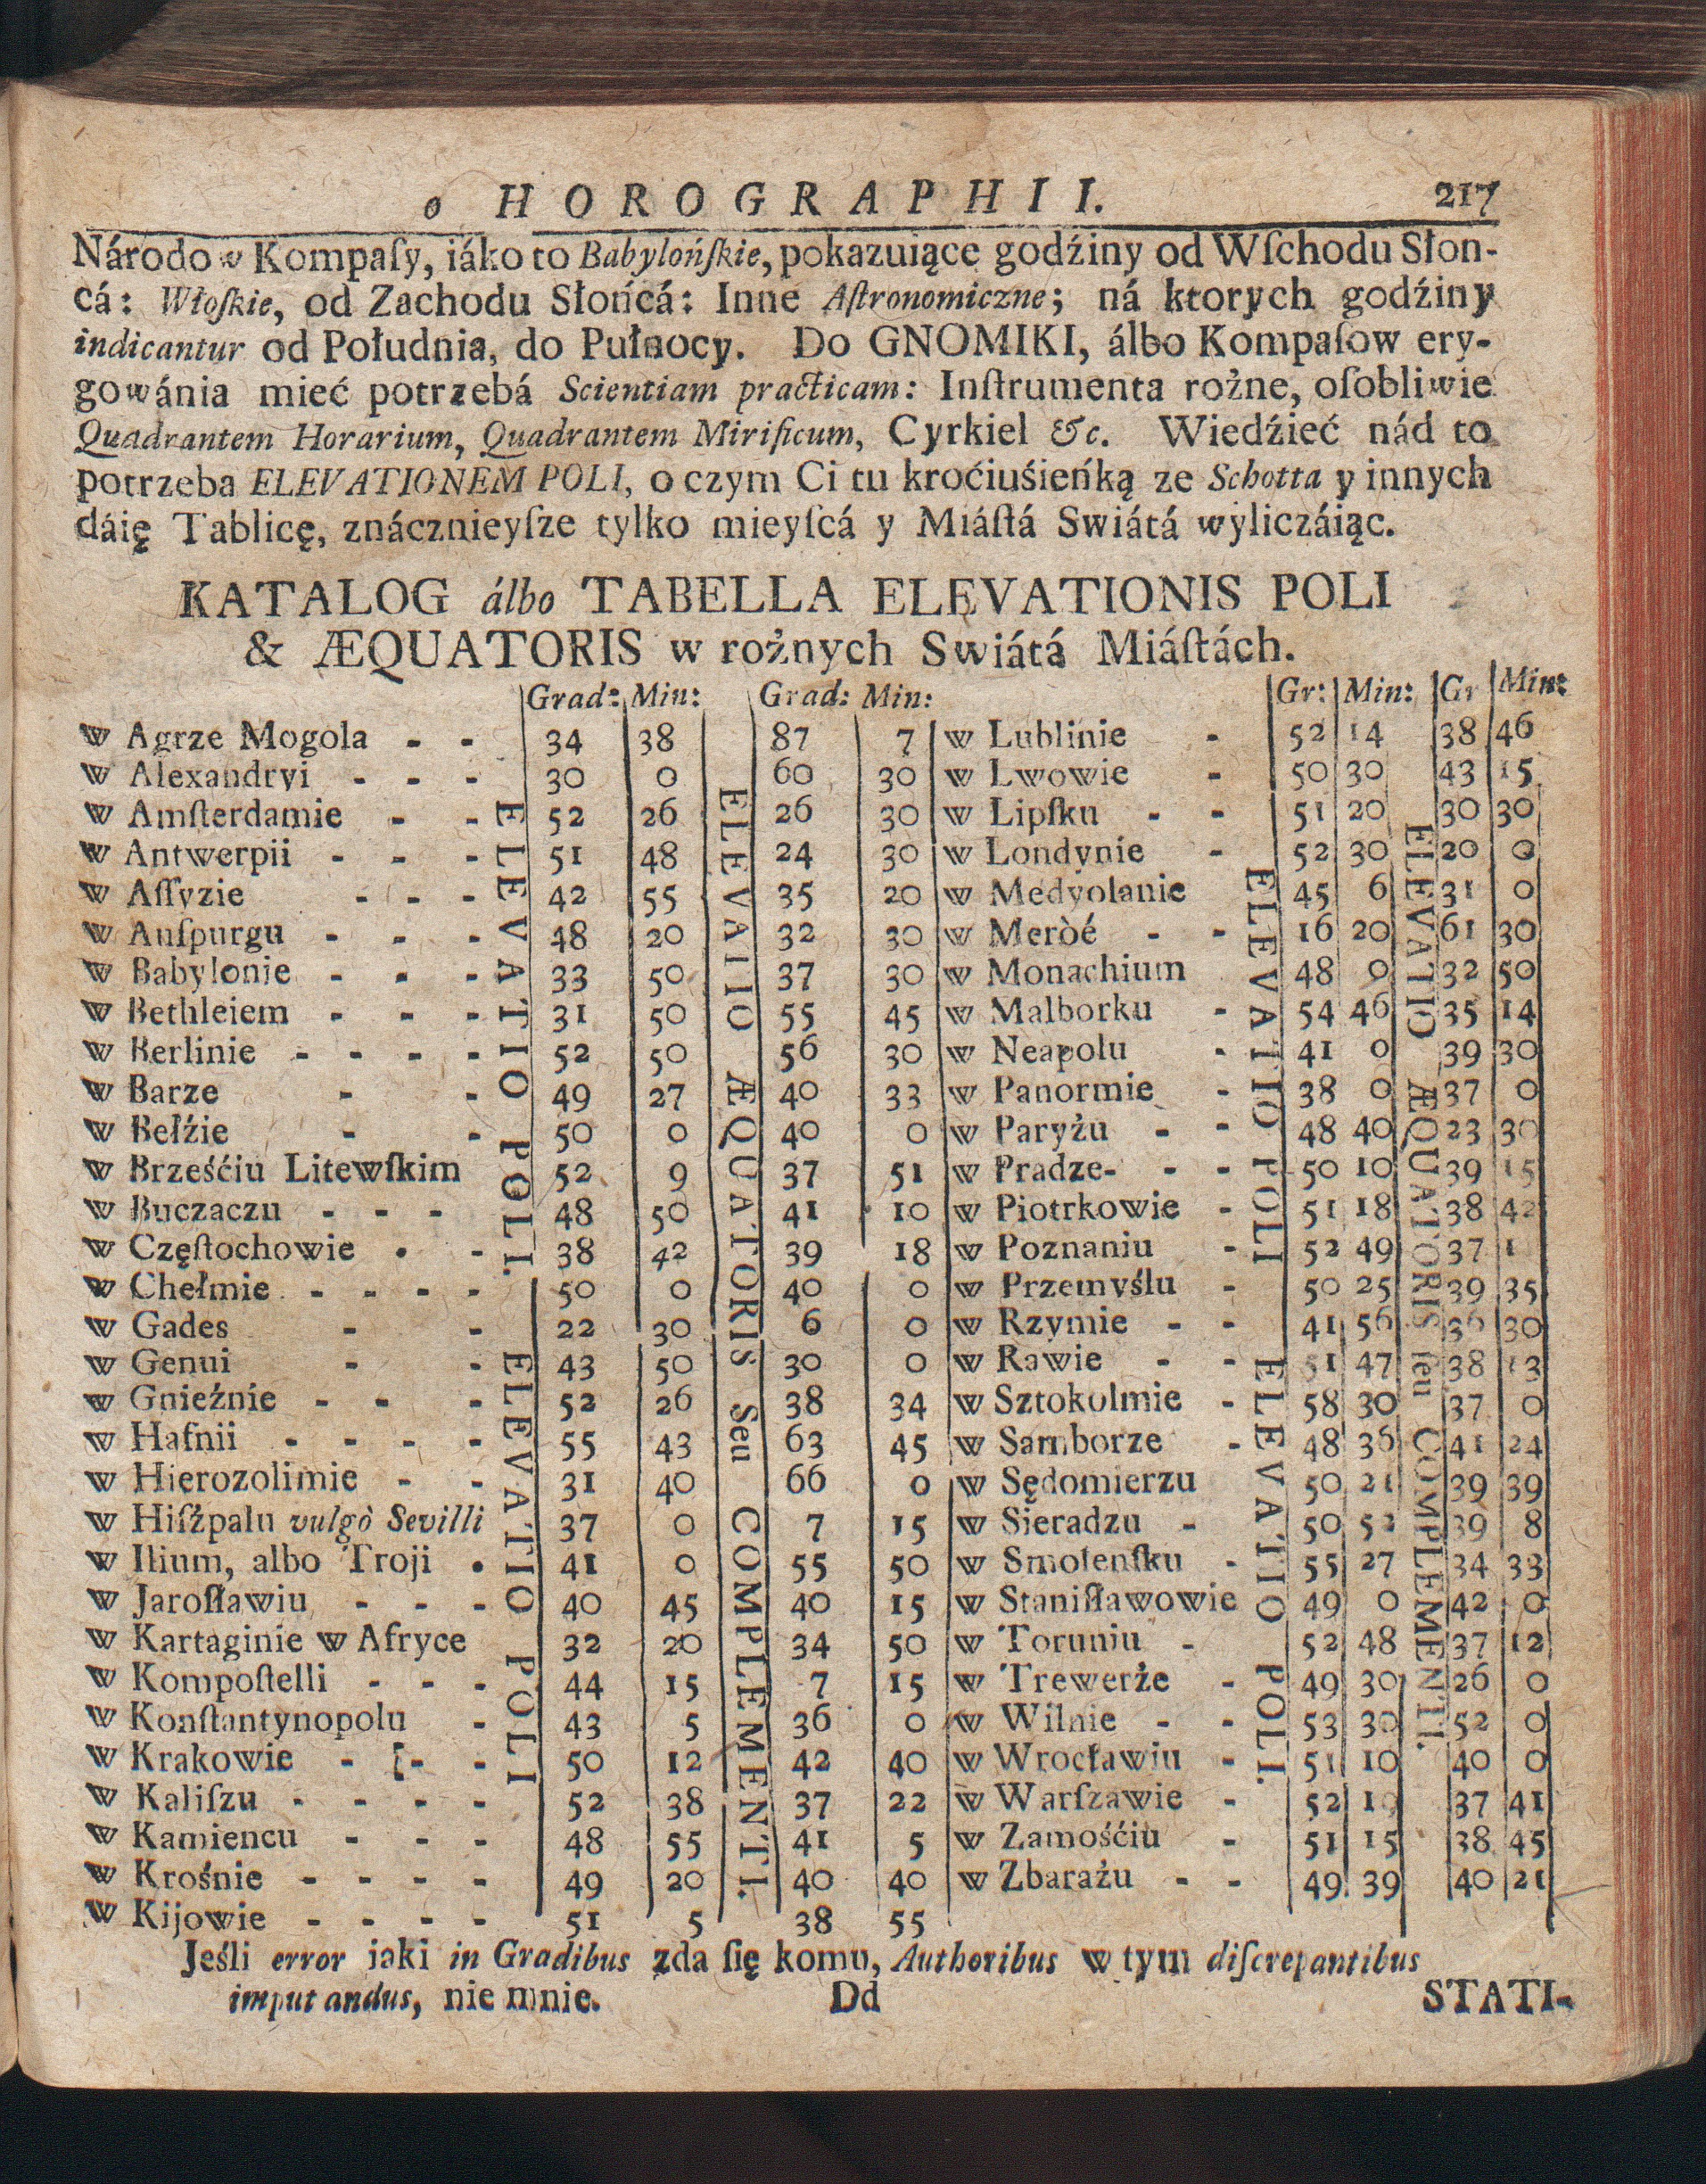 o HOROGRAPHII. 217
Národow Kompaſy, iáko to Babylońſkie, pokazuiące godźiny od Wſchodu Słoń-
cá: Włoſkie, od Zachodu Słońcá: Inne Aſtronomiczne; ná ktorych godźiny
indicantur od Południa, do Pułnocy. Do GNOMIKI, álbo Kompaſow ery-
gowánia mieć potrzebá Scientiam practicam: Inſtrumenta rożne, oſobliwie
Quadrantem Horarium, Quadrantem Mirificum, Cyrkiel &c. Wiedźieć nád to
potrzeba ELEVATIONEM POLI, o czym Ci tu kroćiuśieńką ze Schotta y innych
dáię Tablicę, znácznieyſze tylko mieyſcá y Miáſtá Swiátá wyliczáiąc.
KATALOG álbo TABELLA ELEVATIONIS POLI
& ÆQUATORIS w rożnych Swiátá Miáſtách.
Grad: Min: Grad: Min: Gr: Min: Gr Min:
w Agrze Mogola - - 34 38 87 7 w Lublinie - 52 14 38 46
w Alexandryi - - - 30 0 60 30 w Lwowie - 50 30 43 15
w Amſterdamie - - 52 26 26 30 w Lipſku - - 51 20 30 30
w Antwerpii - - - 51 48 24 30 w Londynie - 52 30 20 0
w Aſſyzie - - - 42 55 35 20 w Medyolanie 45 6 31 0
w Auſpurgu - - - 48 20 32 30 w Meròé - - 16 20 61 30
w Babylonie - - - 33 50 37 30 w Monachium 48 0 32 50
w Bethleiem - - - 31 50 55 45 w Malborku - 54 46 35 14
w Berlinie - - - - 52 50 56 30 w Neapolu - 41 0 39 30
w Barze - - 49 27 40 33 w Panormie - 38 0 37 0
w Bełźie - - 50 0 40 0 w Paryżu - - 48 40 23 30
w Brześćiu Litewſkim 52 9 37 51 w Pradze- - - 50 10 39 15
w Buczaczu - - - 48 50 41 10 w Piotrkowie - 51 18 38 42
w Częſtochowie . - 38 42 39 18 w Poznaniu - 52 49 37 1
w Chełmie - - - - 50 0 40 0 w Przemyślu - 50 25 39 35
w Gades - - 22 30 6 0 w Rzymie - - 41 56 36 30
w Genui - - 43 50 30 0 w Rawie - - 51 47 38 13
w Gnieźnie - - - 52 26 38 34 w Sztokolmie - 58 30 37 0
w Hafnii - - - - 55 43 63 45 w Samborze - 48 36 41 24
w Hierozolimie - - 31 40 66 0 w Sędomierzu 50 21 39 39
w Hiſżpalu vulgò Sevilli 37 0 7 15 w Sieradzu - 50 52 39 8
w Ilium, albo Troji . 41 0 55 50 w Smolenſku - 55 27 34 33
w Jaroſławiu - - - 40 45 40 15 w Staniſławowie 49 0 42 0
w Kartaginie w Afryce 32 20 34 50 w Toruniu - 52 48 37 12
w Kompoſtelli - - - 44 15 7 15 w Trewerże - 49 30 26 0
w Konſtantynopolu - 43 5 36 0 w Wilnie - - 53 30 52 0
w Krakowie - - - 50 12 42 40 w Wrocławiu - 51 10 40 0
w Kaliſzu - - - - 52 38 37 22 w Warſzawie - 52 19 37 41
w Kamiencu - - - 48 55 41 5 w Zamośćiu - 51 15 38 45
w Krośnie - - - - 49 20 40 40 w Zbarażu - - 49 39 40 21
w Kijowie - - - - 51 5 38 55
ELEVATIO POLI. ELEVATIO POLI
ELEVATIO ÆQUATORIS Seu COMPLEMENTI.
ELEVATIO POLI ELEVATIO POLI.
ELEVATIO ÆQUATORIS ſeu COMPLEMENTI.
Jeśli error iaki in Gradibus zda ſię komu, Authoribus w tym diſcrepantibus
imputandus, nie mnie. Dd STATI-